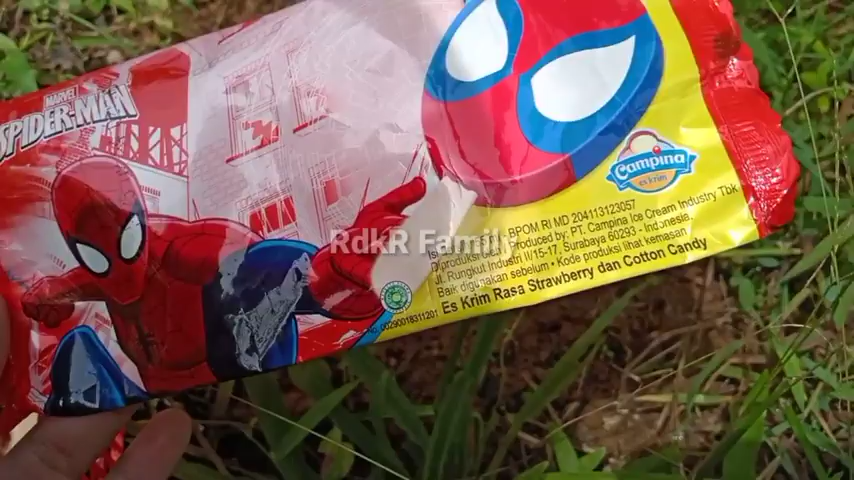 MARVEL
SPIDER-MAN
Campina
es krim
BPOM RI MD 204113123057
Diproduksi Produced by: PT. Campina Ice Cream Industry Tbk
Jl. Rungkut Industri II/15-17, Surabaya 60293 - Indonesia.
Baik digunakan sebelum • Kode produksi lihat kemasan
Es Krim Rasa Strawberry dan Cotton Candy
00290018311201
RdkR Family